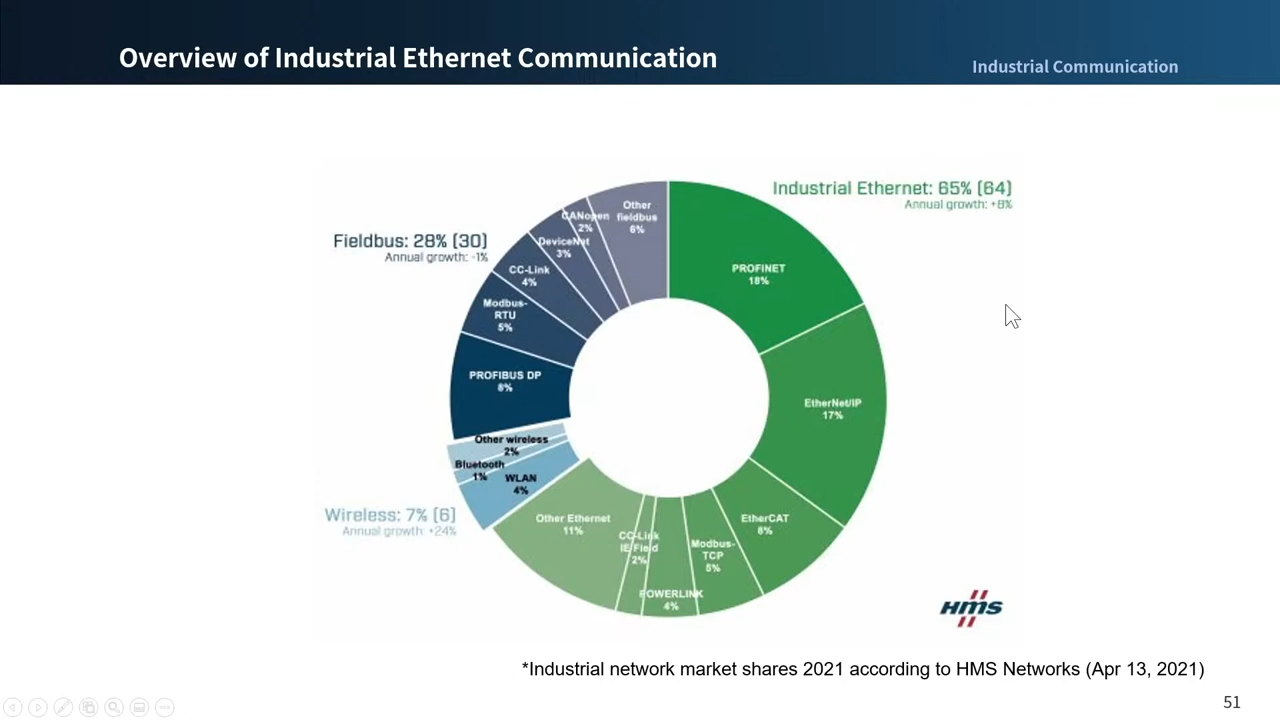 Overview of Industrial Ethernet Communication
Industrial Communication
Industrial Ethernet: 65% (64)
Annual growth: +8%
Fieldbus: 28% (30)
Annual growth: -1%
Wireless: 7% (6)
Annual growth: +24%
PROFINET
18%
EtherNet/IP
17%
EtherCAT
8%
Modbus-
TCP
5%
POWERLINK
4%
CC-Link
IE Field
2%
Other Ethernet
11%
WLAN
4%
Bluetooth
1%
Other wireless
2%
PROFIBUS DP
8%
Modbus-
RTU
5%
CC-Link
4%
DeviceNet
3%
CANopen
2%
Other
fieldbus
6%
HMS
*Industrial network market shares 2021 according to HMS Networks (Apr 13, 2021)
51